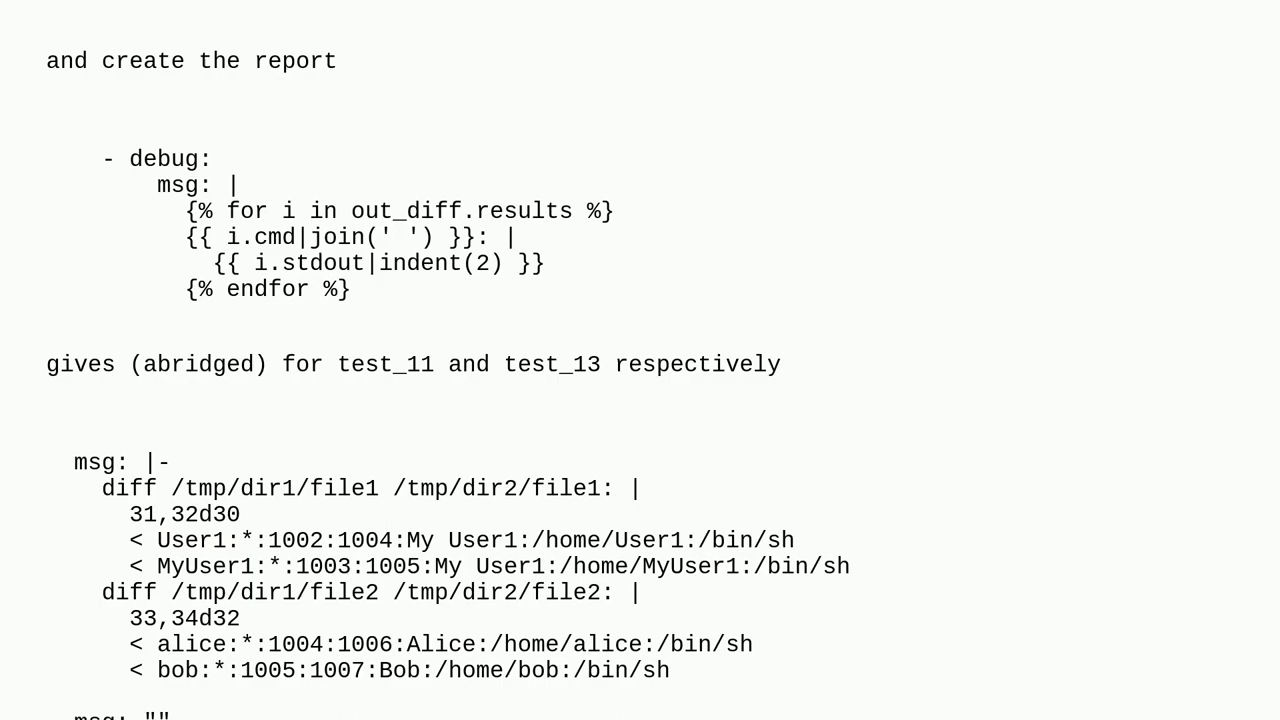 and create the report
- debug:
msg: |
{% for i in out_diff.results %}
{{ i.cmd|join(' ') }}: |
{{ i.stdout|indent(2) }}
{% endfor %}
gives (abridged) for test_11 and test_13 respectively
msg: |-
diff /tmp/dir1/file1 /tmp/dir2/file1: |
31,32d30
< User1:*:1002:1004:My User1:/home/User1:/bin/sh
< MyUser1:*:1003:1005:My User1:/home/MyUser1:/bin/sh
diff /tmp/dir1/file2 /tmp/dir2/file2: |
33,34d32
< alice:*:1004:1006:Alice:/home/alice:/bin/sh
< bob:*:1005:1007:Bob:/home/bob:/bin/sh
msg: ""